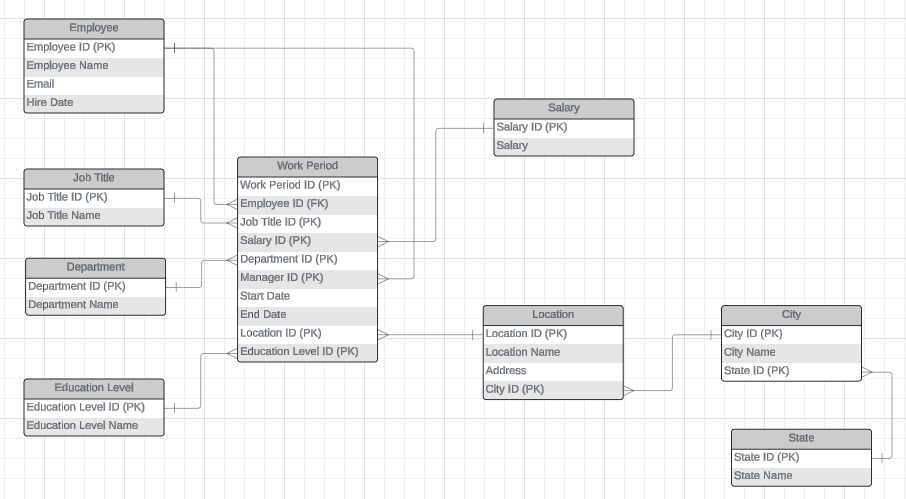 Employee
Employee ID (PK)
Employee Name
Email
Hire Date
Salary
Salary ID (PK)
Salary
Job Title
Job Title ID (PK)
Job Title Name
Work Period
Work Period ID (PK)
Employee ID (FK)
Job Title ID (PK)
Salary ID (PK)
Department ID (PK)
Manager ID (PK)
Start Date
End Date
Location ID (PK)
Education Level ID (PK)
Department
Department ID (PK)
Department Name
Location
Location ID (PK)
Location Name
Address
City ID (PK)
City
City ID (PK)
City Name
State ID (PK)
Education Level
Education Level ID (PK)
Education Level Name
State
State ID (PK)
State Name